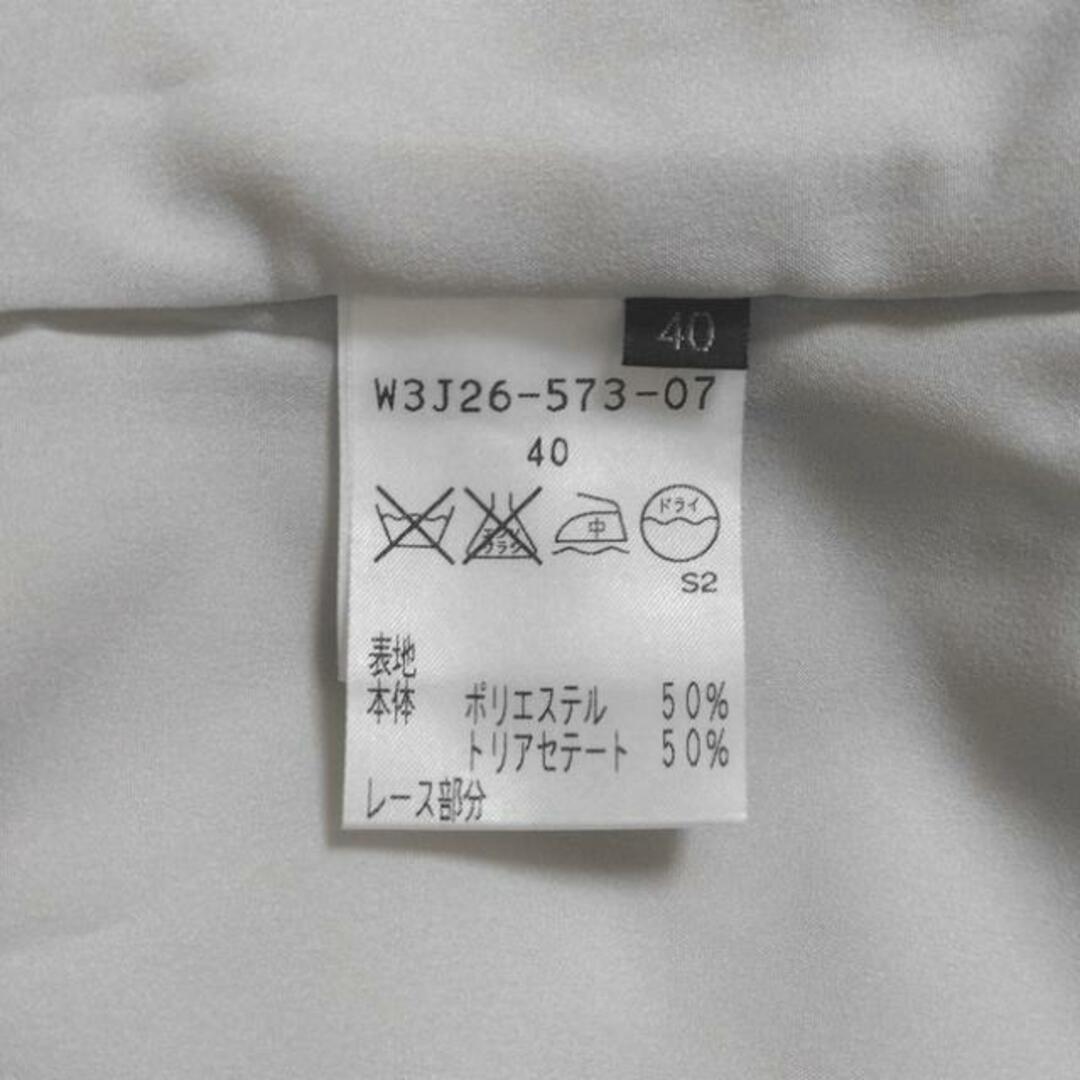 40
W3J26-573-07
40
中
ドライ
S2
表地
本体 ポリエステル 50%
トリアセテート 50%
レース部分